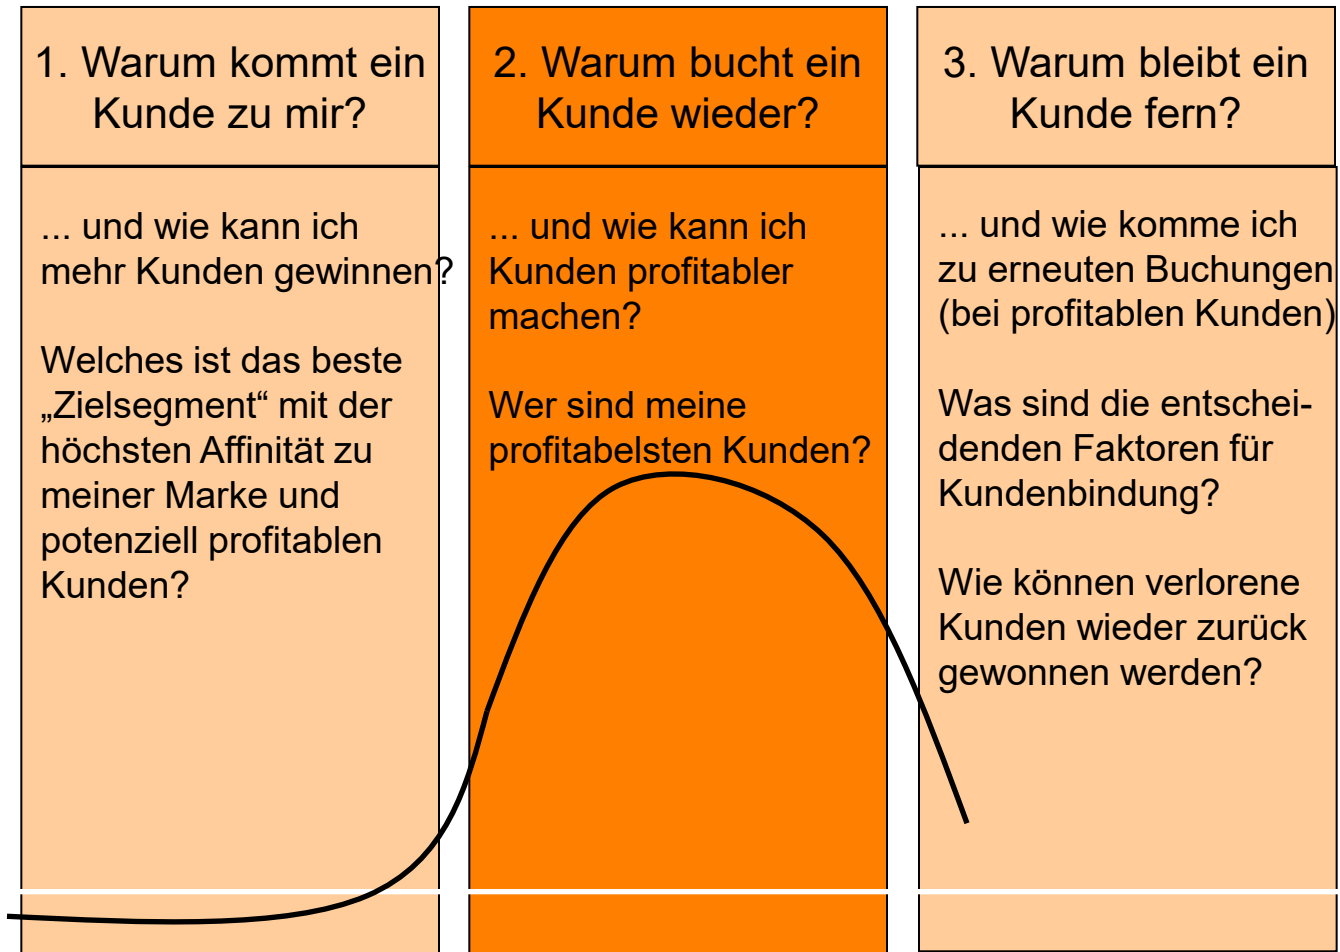 1. Warum kommt ein
Kunde zu mir?
... und wie kann ich
mehr Kunden gewinnen?
Welches ist das beste
„Zielsegment“ mit der
höchsten Affinität zu
meiner Marke und
potenziell profitablen
Kunden?
2. Warum bucht ein
Kunde wieder?
... und wie kann ich
Kunden profitabler
machen?
Wer sind meine
profitabelsten Kunden?
3. Warum bleibt ein
Kunde fern?
... und wie komme ich
zu erneuten Buchungen
(bei profitablen Kunden)
Was sind die entschei-
denden Faktoren für
Kundenbindung?
Wie können verlorene
Kunden wieder zurück
gewonnen werden?